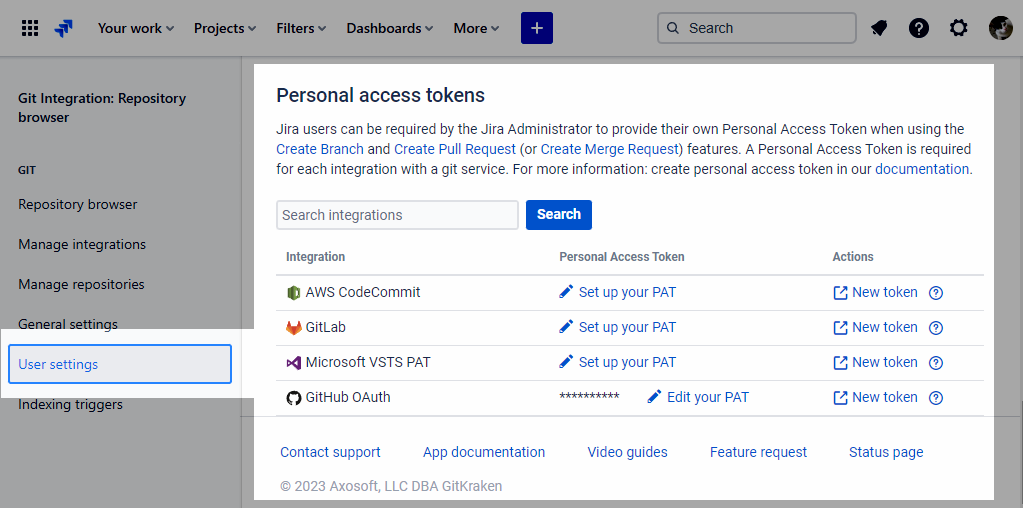 Your work Projects Filters Dashboards More + Search
Git Integration: Repository
browser
GIT
Repository browser
Manage integrations
Manage repositories
General settings
User settings
Indexing triggers
Personal access tokens
Jira users can be required by the Jira Administrator to provide their own Personal Access Token when using the
Create Branch and Create Pull Request (or Create Merge Request) features. A Personal Access Token is required
for each integration with a git service. For more information: create personal access token in our documentation.
Search integrations Search
Integration Personal Access Token Actions
AWS CodeCommit Set up your PAT New token ?
GitLab Set up your PAT New token ?
Microsoft VSTS PAT Set up your PAT New token ?
GitHub OAuth ********** Edit your PAT New token ?
Contact support App documentation Video guides Feature request Status page
© 2023 Axosoft, LLC DBA GitKraken